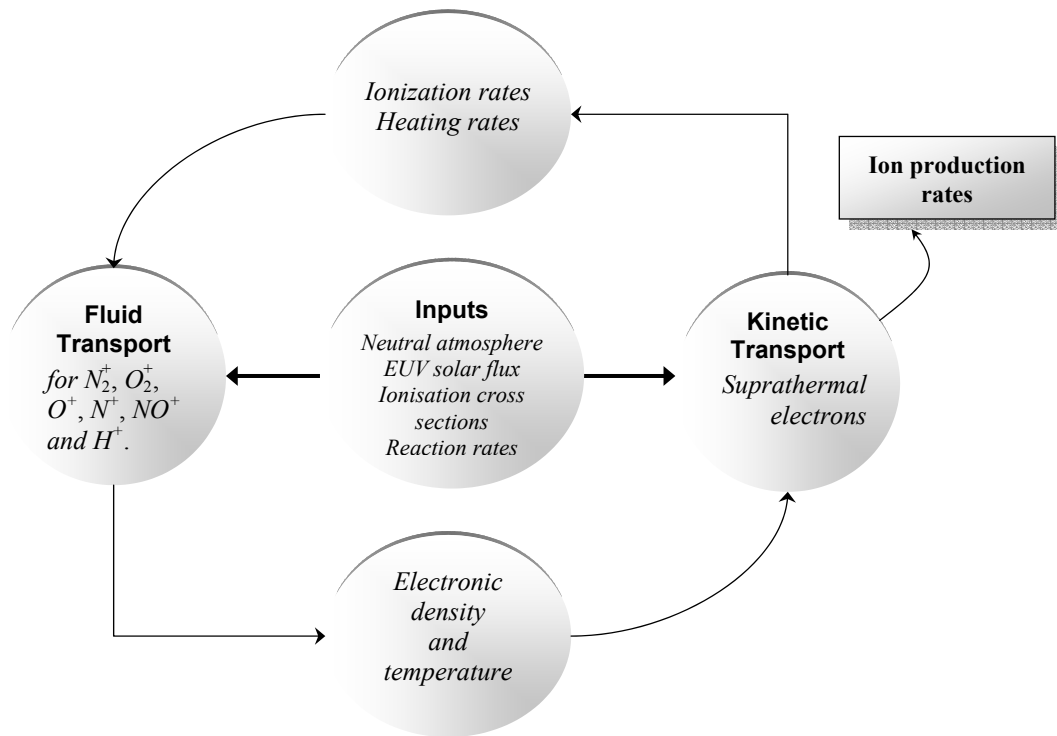 Ionization rates
Heating rates
Ion production
rates
Fluid
Transport
for N₂⁺, O₂⁺,
O⁺, N⁺, NO⁺
and H⁺.
Inputs
Neutral atmosphere
EUV solar flux
Ionisation cross
sections
Reaction rates
Kinetic
Transport
Suprathermal
electrons
Electronic
density
and
temperature